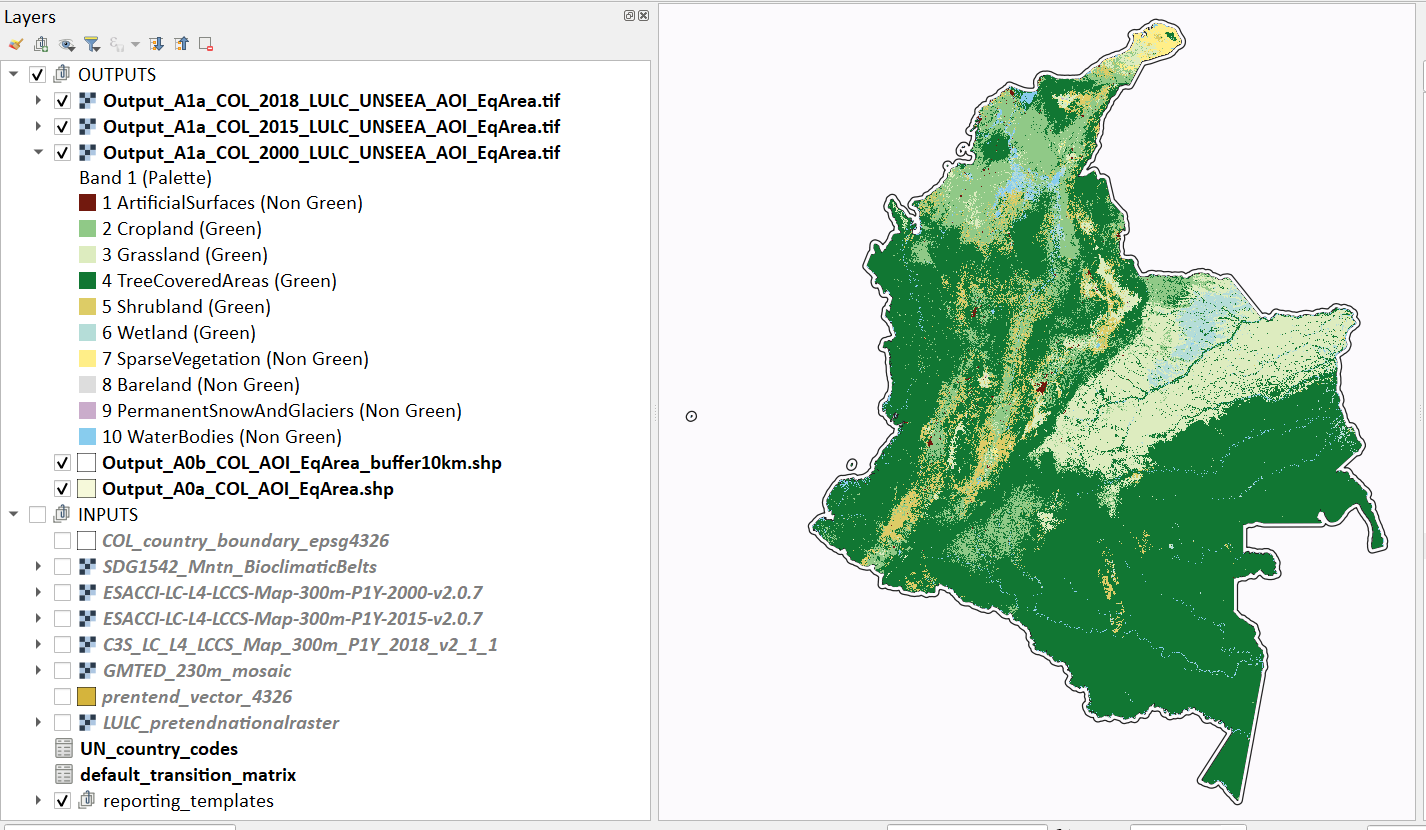 Layers
OUTPUTS
Output_A1a_COL_2018_LULC_UNSEEA_AOI_EqArea.tif
Output_A1a_COL_2015_LULC_UNSEEA_AOI_EqArea.tif
Output_A1a_COL_2000_LULC_UNSEEA_AOI_EqArea.tif
Band 1 (Palette)
1 ArtificialSurfaces (Non Green)
2 Cropland (Green)
3 Grassland (Green)
4 TreeCoveredAreas (Green)
5 Shrubland (Green)
6 Wetland (Green)
7 SparseVegetation (Non Green)
8 Bareland (Non Green)
9 PermanentSnowAndGlaciers (Non Green)
10 WaterBodies (Non Green)
Output_A0b_COL_AOI_EqArea_buffer10km.shp
Output_A0a_COL_AOI_EqArea.shp
INPUTS
COL_country_boundary_epsg4326
SDG1542_Mntn_BioclimaticBelts
ESACCI-LC-L4-LCCS-Map-300m-P1Y-2000-v2.0.7
ESACCI-LC-L4-LCCS-Map-300m-P1Y-2015-v2.0.7
C3S_LC_L4_LCCS_Map_300m_P1Y_2018_v2_1_1
GMTED_230m_mosaic
prentend_vector_4326
LULC_pretendnationalraster
UN_country_codes
default_transition_matrix
reporting_templates